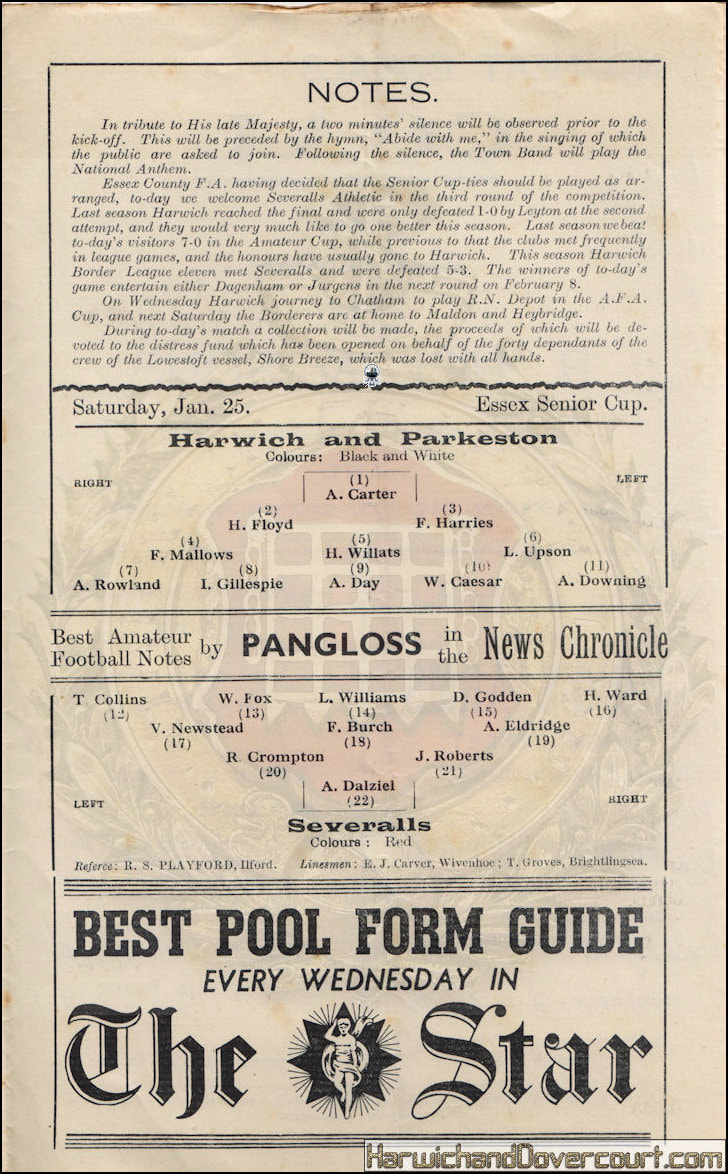 NOTES.
In tribute to His late Majesty, a two minutes' silence will be observed prior to the
kick-off. This will be preceded by the hymn, "Abide with me," in the singing of which
the public are asked to join. Following the silence, the Town Band will play the
National Anthem.
Essex County F.A. having decided that the Senior Cup-ties should be played as ar-
ranged, to-day we welcome Severalls Athletic in the third round of the competition.
Last season Harwich reached the final and were only defeated 1-0 by Leyton at the second
attempt, and they would very much like to go one better this season. Last season we beat
to-day's visitors 7-0 in the Amateur Cup, while previous to that the clubs met frequently
in league games, and the honours have usually gone to Harwich. This season Harwich
Border League eleven met Severalls and were defeated 5-3. The winners of to-day's
game entertain either Dagenham or Jurgens in the next round on February 8.
On Wednesday Harwich journey to Chatham to play R.N. Depot in the A.F.A.
Cup, and next Saturday the Borderers are at home to Maldon and Heybridge.
During to-day's match a collection will be made, the proceeds of which will be de-
voted to the distress fund which has been opened on behalf of the forty dependants of the
crew of the Lowestoft vessel, Shore Breeze, which was lost with all hands.
Saturday, Jan. 25. Essex Senior Cup.
Harwich and Parkeston
Colours: Black and White
RIGHT (1) LEFT
A. Carter
(2) (3)
H. Floyd F. Harries
(4) (5) (6)
F. Mallows H. Willats L. Upson
(7) (8) (9) (10) (11)
A. Rowland I. Gillespie A. Day W. Caesar A. Downing
Best Amateur Football Notes by PANGLOSS in the News Chronicle
T Collins W. Fox L. Williams D. Godden H. Ward
(12) (13) (14) (15) (16)
V. Newstead F. Burch A. Eldridge
(17) (18) (19)
R. Crompton J. Roberts
(20) (21)
A. Dalziel
LEFT (22) RIGHT
Severalls
Colours: Red
Referee: R. S. PLAYFORD, Ilford. Linesmen: E. J. Carver, Wivenhoe; T. Groves, Brightlingsea.
BEST POOL FORM GUIDE
EVERY WEDNESDAY IN
The Star
HarwichandDovercourt.com